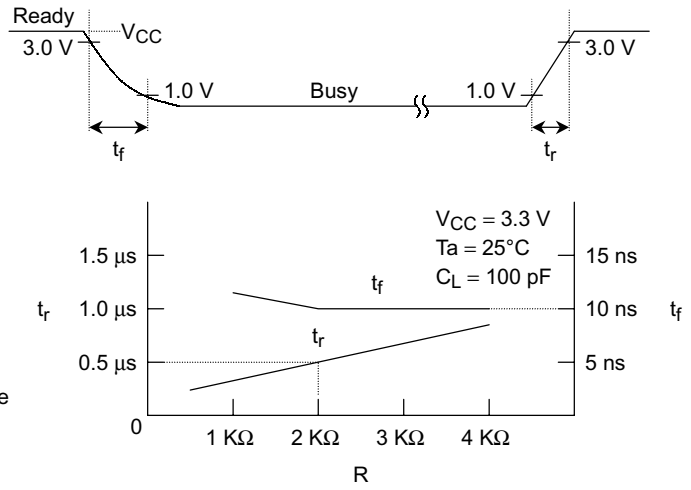 Ready
VCC
3.0 V
3.0 V
1.0 V
Busy
1.0 V
tf
tr
VCC = 3.3 V
Ta = 25°C
CL = 100 pF
1.5 μs
15 ns
tf
tr
1.0 μs
10 ns
tf
tr
0.5 μs
5 ns
e
0
1 KΩ
2 KΩ
3 KΩ
4 KΩ
R